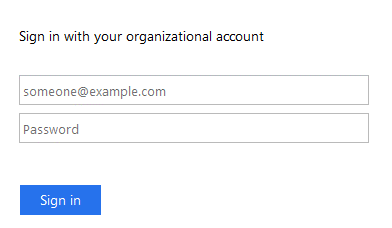 Sign in with your organizational account
someone@example.com
Password
Sign in